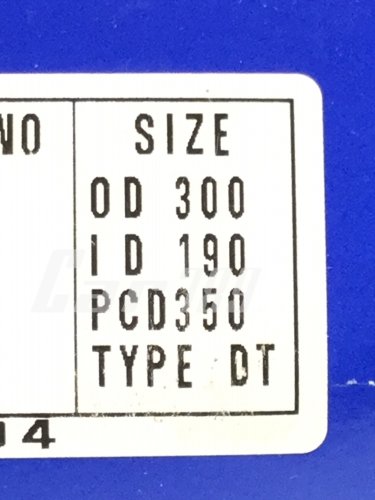 NO
SIZE
OD 300
ID 190
PCD350
TYPE DT
04